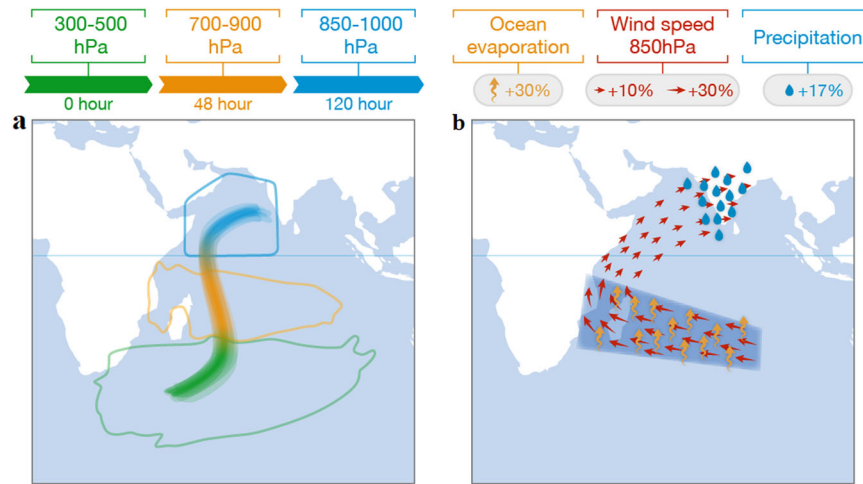 300-500
hPa
700-900
hPa
850-1000
hPa
Ocean
evaporation
Wind speed
850hPa
Precipitation
+30%
+10%
+30%
+17%
0 hour
48 hour
120 hour
a
b